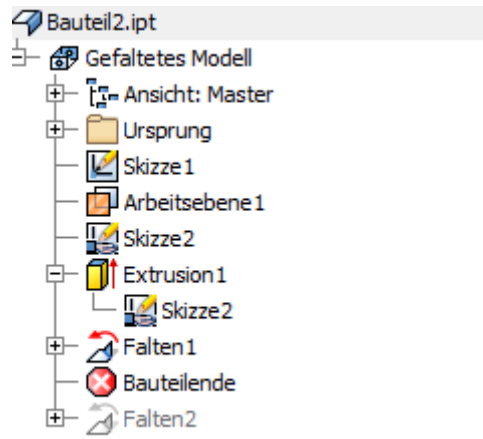 Bauteil2.ipt
Gefaltetes Modell
Ansicht: Master
Ursprung
Skizze1
Arbeitsebene1
Skizze2
Extrusion1
Skizze2
Falten1
Bauteilende
Falten2